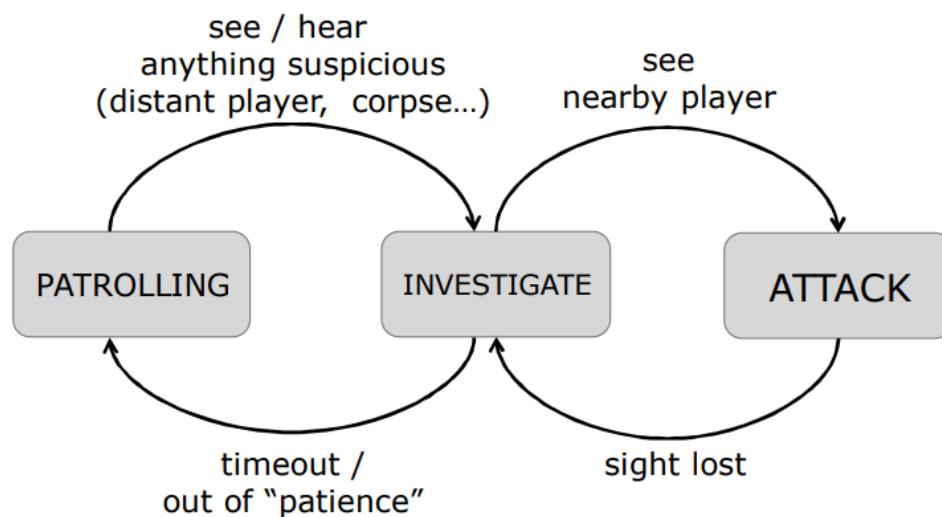 see / hear
anything suspicious
(distant player, corpse…)
see
nearby player
PATROLLING
INVESTIGATE
ATTACK
timeout /
out of “patience”
sight lost